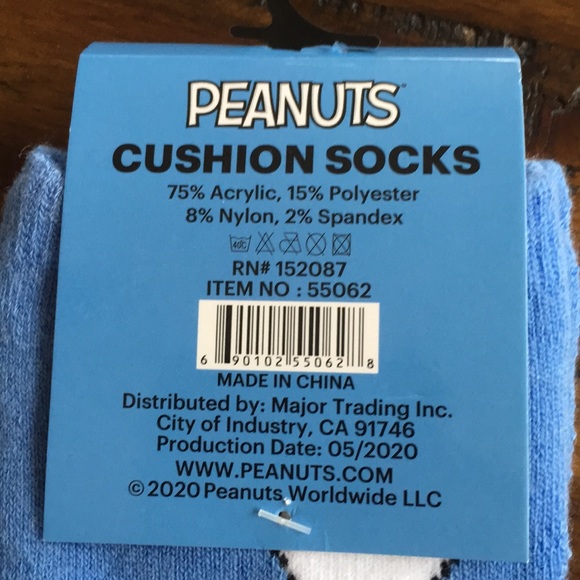 PEANUTS
CUSHION SOCKS
75% Acrylic, 15% Polyester
8% Nylon, 2% Spandex
40C
RN# 152087
ITEM NO : 55062
6 90102 55062 8
MADE IN CHINA
Distributed by: Major Trading Inc.
City of Industry, CA 91746
Production Date: 05/2020
WWW.PEANUTS.COM
©2020 Peanuts Worldwide LLC